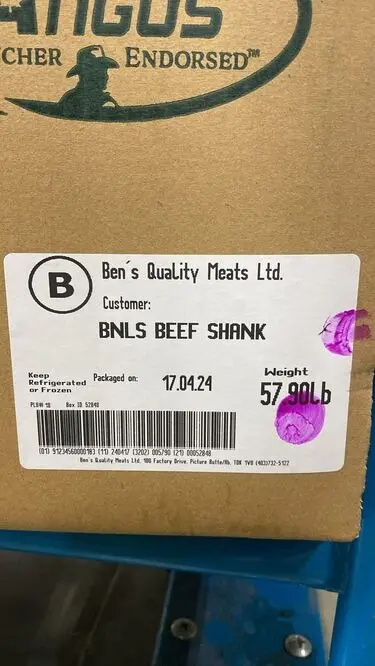 ANGUS
CHER ENDORSED™
B
Ben's Quality Meats Ltd.
Customer:
BNLS BEEF SHANK
Keep
Refrigerated
or Frozen
Packaged on: 17.04.24
Weight
57.90Lb
PLU# 18 Box ID 52848
(01) 91234560000183 (11) 240417 (3202) 005790 (21) 00052848
Ben's Quality Meats Ltd. 100 Factory Drive. Picture Butte/Ab. T0K 1V0 (403)732-5127